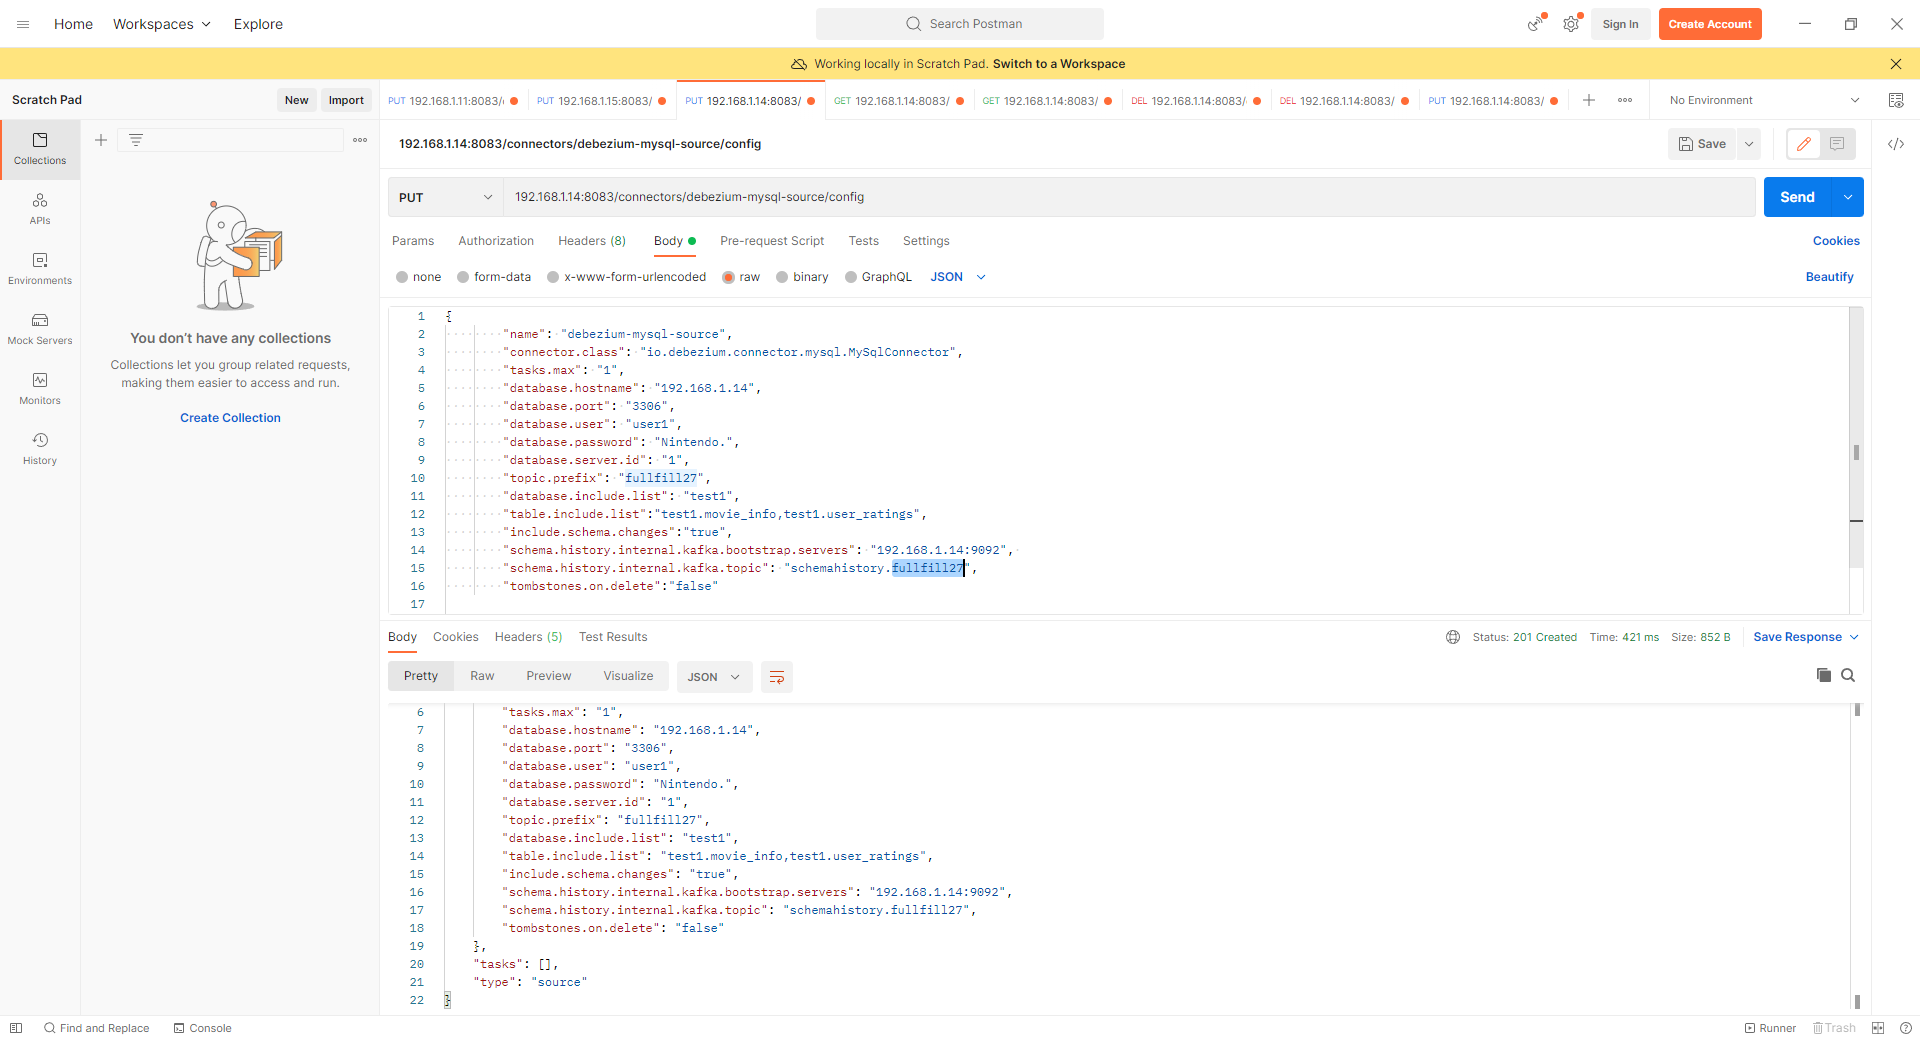 Home
Workspaces
Explore
Search Postman
Sign In
Create Account
Working locally in Scratch Pad. Switch to a Workspace
Scratch Pad
New
Import
PUT 192.168.1.11:8083/
PUT 192.168.1.15:8083/
PUT 192.168.1.14:8083/
GET 192.168.1.14:8083/
GET 192.168.1.14:8083/
DEL 192.168.1.14:8083/
DEL 192.168.1.14:8083/
PUT 192.168.1.14:8083/
No Environment
Collections
APIs
Environments
Mock Servers
Monitors
History
You don't have any collections
Collections let you group related requests,
making them easier to access and run.
Create Collection
192.168.1.14:8083/connectors/debezium-mysql-source/config
Save
PUT
192.168.1.14:8083/connectors/debezium-mysql-source/config
Send
Params
Authorization
Headers (8)
Body
Pre-request Script
Tests
Settings
Cookies
none
form-data
x-www-form-urlencoded
raw
binary
GraphQL
JSON
Beautify
1 {
2 "name": "debezium-mysql-source",
3 "connector.class": "io.debezium.connector.mysql.MySqlConnector",
4 "tasks.max": "1",
5 "database.hostname": "192.168.1.14",
6 "database.port": "3306",
7 "database.user": "user1",
8 "database.password": "Nintendo.",
9 "database.server.id": "1",
10 "topic.prefix": "fullfill27",
11 "database.include.list": "test1",
12 "table.include.list":"test1.movie_info,test1.user_ratings",
13 "include.schema.changes":"true",
14 "schema.history.internal.kafka.bootstrap.servers": "192.168.1.14:9092",
15 "schema.history.internal.kafka.topic": "schemahistory.fullfill27",
16 "tombstones.on.delete":"false"
17
Body
Cookies
Headers (5)
Test Results
Status: 201 Created
Time: 421 ms
Size: 852 B
Save Response
Pretty
Raw
Preview
Visualize
JSON
6 "tasks.max": "1",
7 "database.hostname": "192.168.1.14",
8 "database.port": "3306",
9 "database.user": "user1",
10 "database.password": "Nintendo.",
11 "database.server.id": "1",
12 "topic.prefix": "fullfill27",
13 "database.include.list": "test1",
14 "table.include.list": "test1.movie_info,test1.user_ratings",
15 "include.schema.changes": "true",
16 "schema.history.internal.kafka.bootstrap.servers": "192.168.1.14:9092",
17 "schema.history.internal.kafka.topic": "schemahistory.fullfill27",
18 "tombstones.on.delete": "false"
19 },
20 "tasks": [],
21 "type": "source"
22 }
Find and Replace
Console
Runner
Trash